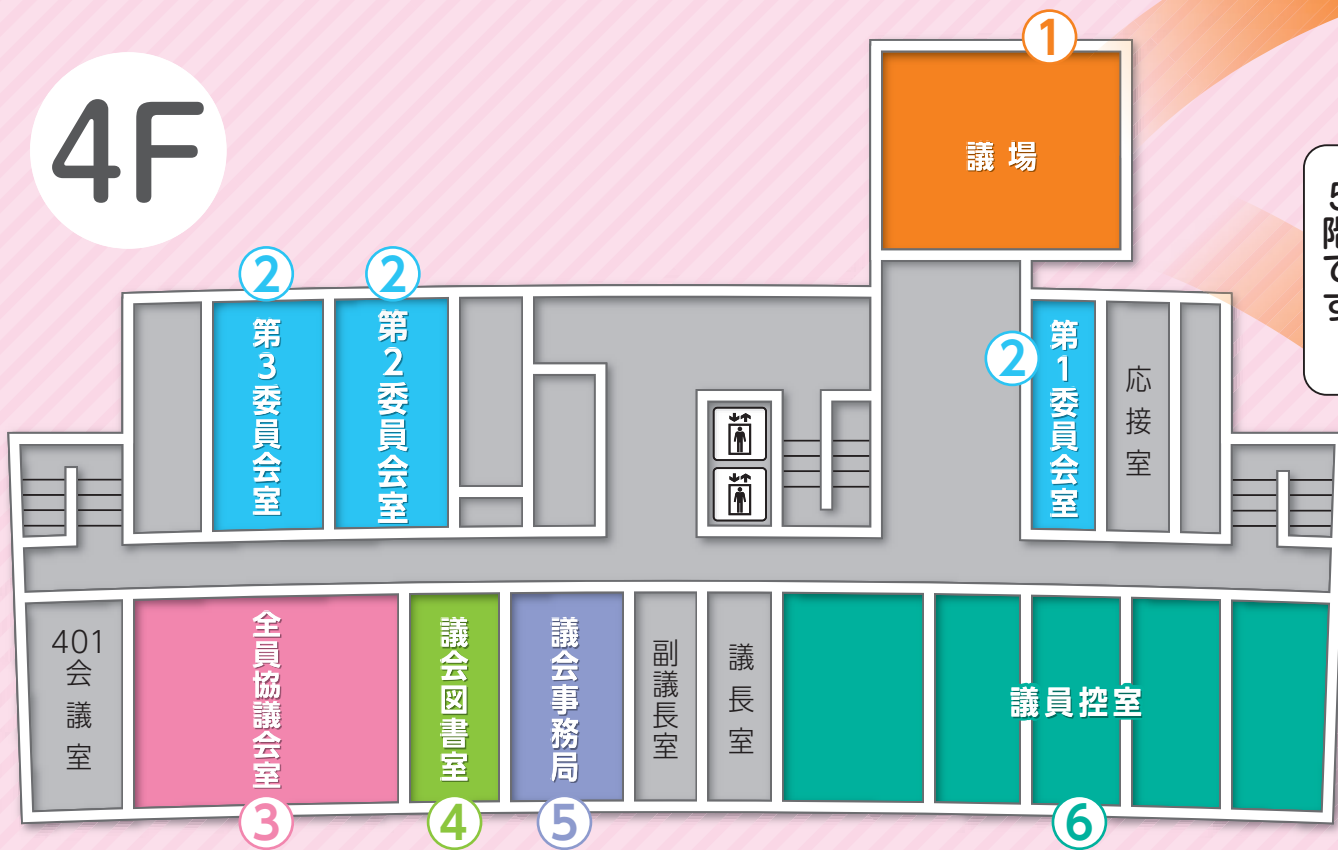 4F
①
議場
5階です
②
第3委員会室
②
第2委員会室
②
第1委員会室
応接室
401
会議室
全員協議会室
③
議会図書室
④
議会事務局
⑤
副議長室
議長室
議員控室
⑥